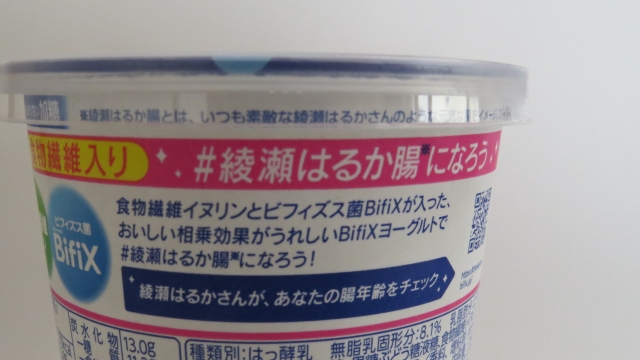 ※綾瀬はるか腸とは、いつも素敵な綾瀬はるかさんのような
物繊維入り
#綾瀬はるか腸※になろう
ビフィズス菌
BifiX
食物繊維イヌリンとビフィズス菌BifiXが入った、
おいしい相乗効果がうれしいBifiXヨーグルトで
#綾瀬はるか腸※になろう!
綾瀬はるかさんが、あなたの腸年齢をチェック
炭水化物 13.0g
種類別:はっ酵乳
無脂乳固形分:8.1%